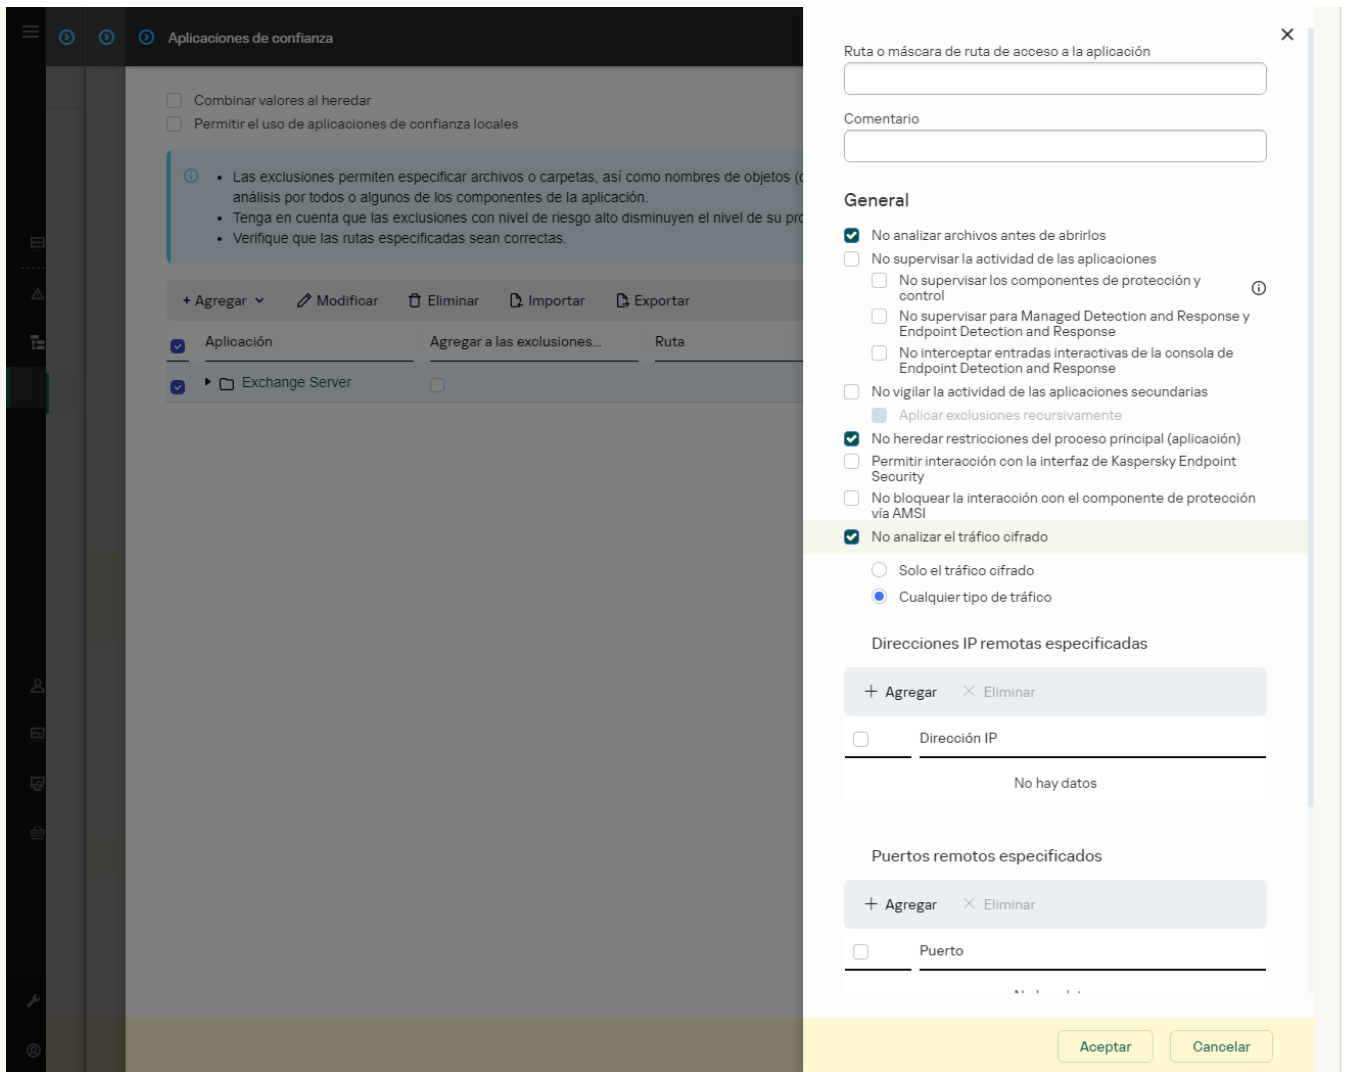 Aplicaciones de confianza
Combinar valores al heredar
Permitir el uso de aplicaciones de confianza locales
Las exclusiones permiten especificar archivos o carpetas, así como nombres de objetos (
análisis por todos o algunos de los componentes de la aplicación.
Tenga en cuenta que las exclusiones con nivel de riesgo alto disminuyen el nivel de su pro
Verifique que las rutas especificadas sean correctas.
+ Agregar Modificar Eliminar Importar Exportar
Aplicación Agregar a las exclusiones... Ruta
Exchange Server
Ruta o máscara de ruta de acceso a la aplicación
Comentario
General
No analizar archivos antes de abrirlos
No supervisar la actividad de las aplicaciones
No supervisar los componentes de protección y
control
No supervisar para Managed Detection and Response y
Endpoint Detection and Response
No interceptar entradas interactivas de la consola de
Endpoint Detection and Response
No vigilar la actividad de las aplicaciones secundarias
Aplicar exclusiones recursivamente
No heredar restricciones del proceso principal (aplicación)
Permitir interacción con la interfaz de Kaspersky Endpoint
Security
No bloquear la interacción con el componente de protección
vía AMSI
No analizar el tráfico cifrado
Solo el tráfico cifrado
Cualquier tipo de tráfico
Direcciones IP remotas especificadas
+ Agregar × Eliminar
Dirección IP
No hay datos
Puertos remotos especificados
+ Agregar × Eliminar
Puerto
Aceptar Cancelar